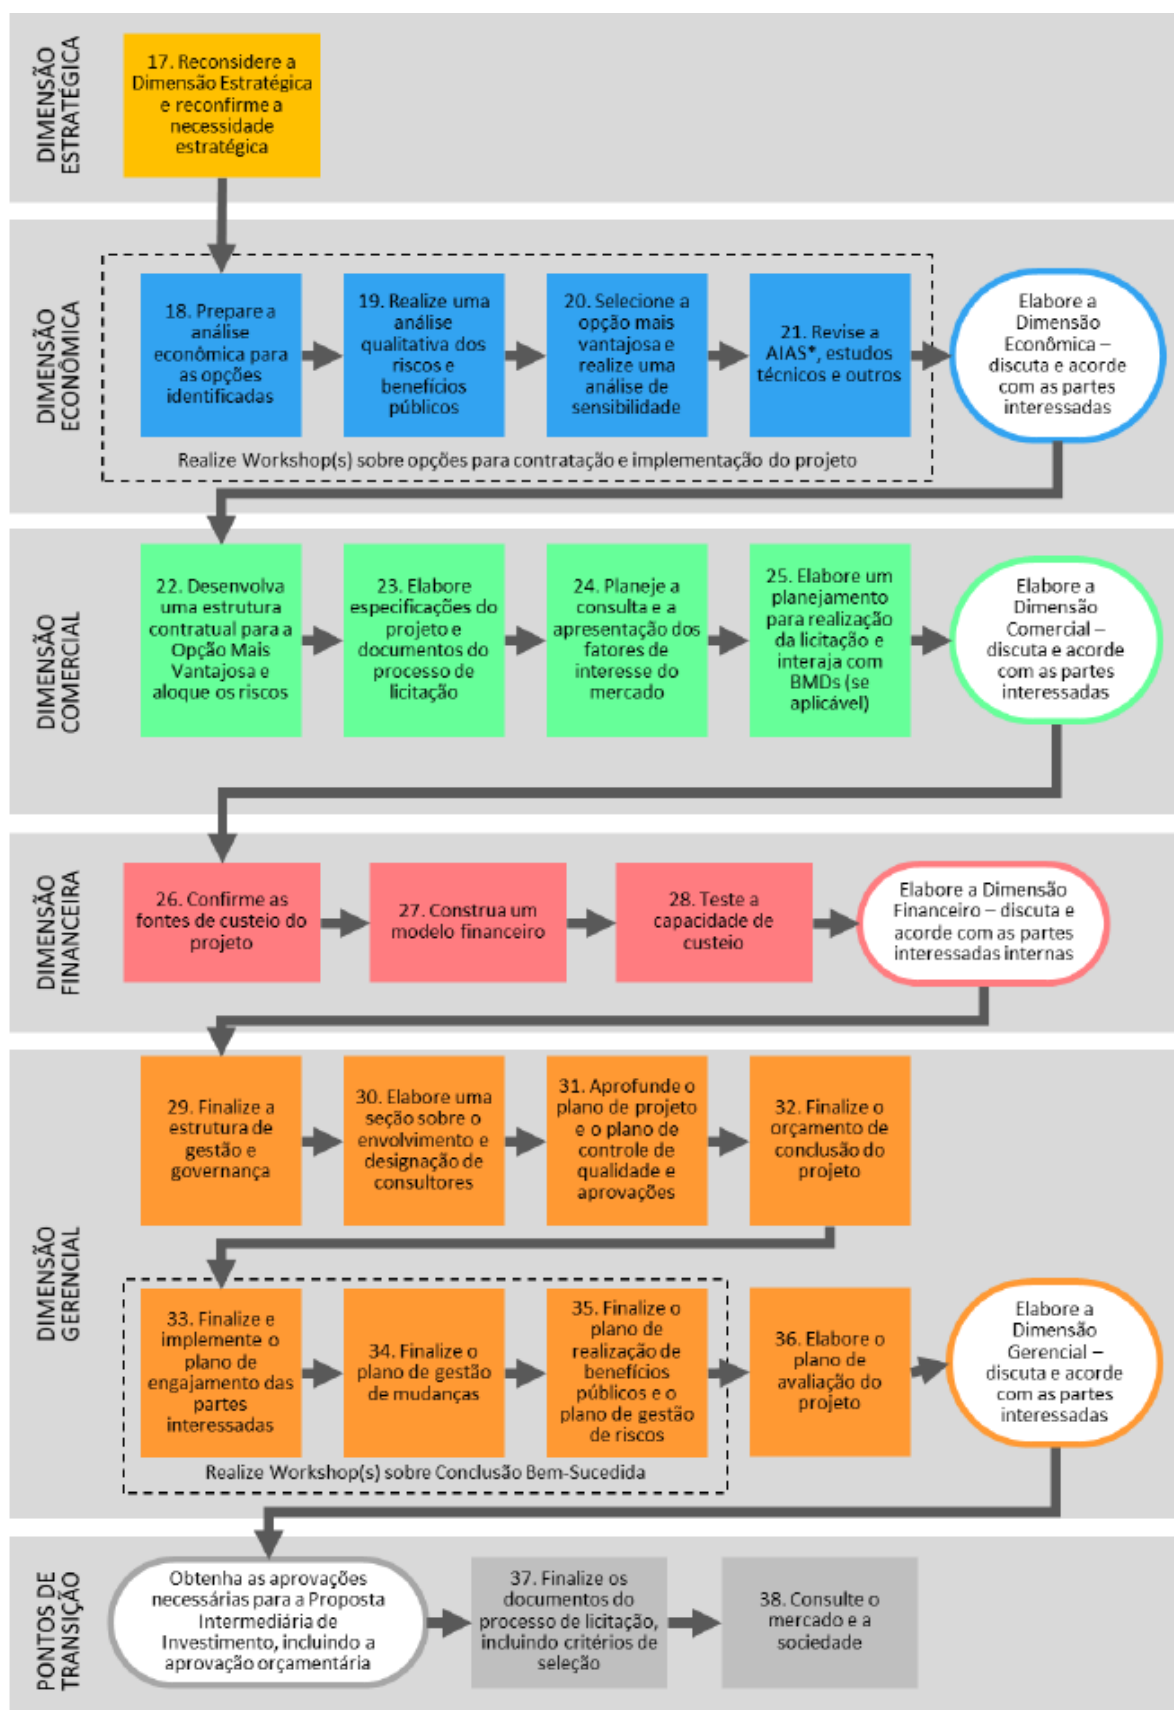 DIMENSÃO
ESTRATÉGICA
17. Reconsidere a
Dimensão Estratégica
e reconfirme a
necessidade
estratégica
DIMENSÃO
ECONÔMICA
18. Prepare a
análise
econômica para
as opções
identificadas
19. Realize uma
análise
qualitativa dos
riscos e
benefícios
públicos
20. Selecione a
opção mais
vantajosa e
realize uma
análise de
sensibilidade
21. Revise a
AIAS*, estudos
técnicos e outros
Realize Workshop(s) sobre opções para contratação e implementação do projeto
Elabore a
Dimensão
Econômica –
discuta e acorde
com as partes
interessadas
DIMENSÃO
COMERCIAL
22. Desenvolva
uma estrutura
contratual para a
Opção Mais
Vantajosa e
aloque os riscos
23. Elabore
especificações do
projeto e
documentos do
processo de
licitação
24. Planeje a
consulta e a
apresentação dos
fatores de
interesse do
mercado
25. Elabore um
planejamento
para realização
da licitação e
interaja com
BMDs (se
aplicável)
Elabore a
Dimensão
Comercial –
discuta e acorde
com as partes
interessadas
DIMENSÃO
FINANCEIRA
26. Confirme as
fontes de custeio do
projeto
27. Construa um
modelo financeiro
28. Teste a
capacidade de
custeio
Elabore a Dimensão
Financeiro – discuta e
acorde com as partes
interessadas internas
DIMENSÃO
GERENCIAL
29. Finalize a
estrutura de
gestão e
governança
30. Elabore uma
seção sobre o
envolvimento e
designação de
consultores
31. Aprofunde o
plano de projeto
e o plano de
controle de
qualidade e
aprovações
32. Finalize o
orçamento de
conclusão do
projeto
33. Finalize e
implemente o
plano de
engajamento das
partes
interessadas
34. Finalize o
plano de gestão
de mudanças
35. Finalize o
plano de
realização de
benefícios
públicos e o
plano de gestão
de riscos
Realize Workshop(s) sobre Conclusão Bem-Sucedida
36. Elabore o
plano de
avaliação do
projeto
Elabore a
Dimensão
Gerencial –
discuta e acorde
com as partes
interessadas
PONTOS DE
TRANSIÇÃO
Obtenha as aprovações
necessárias para a Proposta
Intermediária de
Investimento, incluindo a
aprovação orçamentária
37. Finalize os
documentos do
processo de licitação,
incluindo critérios de
seleção
38. Consulte o
mercado e a
sociedade